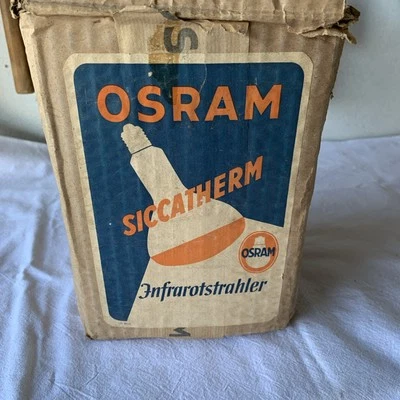 OSRAM
SICCATHERM
OSRAM
Infrarotstrahler